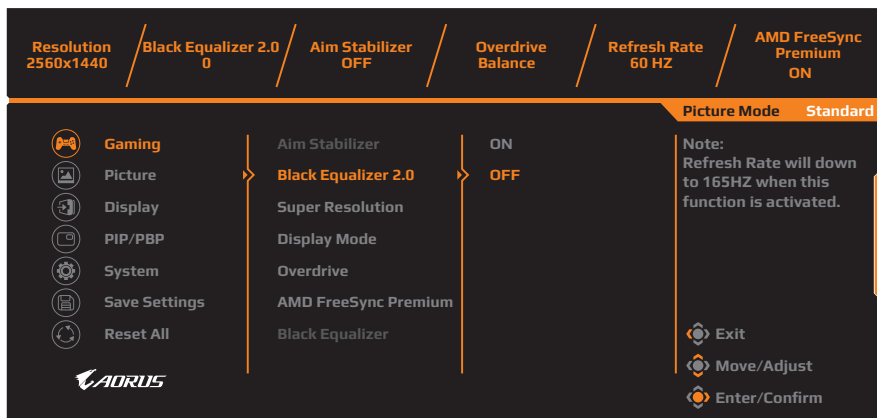 Resolution
2560x1440
Black Equalizer 2.0
0
Aim Stabilizer
OFF
Overdrive
Balance
Refresh Rate
60 HZ
AMD FreeSync
Premium
ON
Picture Mode Standard
Gaming
Picture
Display
PIP/PBP
System
Save Settings
Reset All
Aim Stabilizer
Black Equalizer 2.0
Super Resolution
Display Mode
Overdrive
AMD FreeSync Premium
Black Equalizer
ON
OFF
Note:
Refresh Rate will down
to 165HZ when this
function is activated.
Exit
Move/Adjust
Enter/Confirm
AORUS